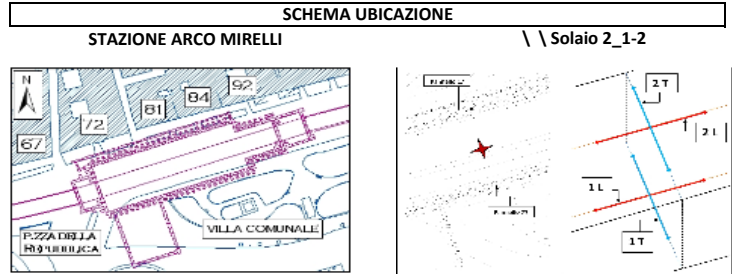 SCHEMA UBICAZIONE
STAZIONE ARCO MIRELLI
\ \ Solaio 2_1-2
N
92
84
81
72
67
P.ZZA DELLA
REPUBBLICA
VILLA COMUNALE
2 T
2 L
1 L
1 T